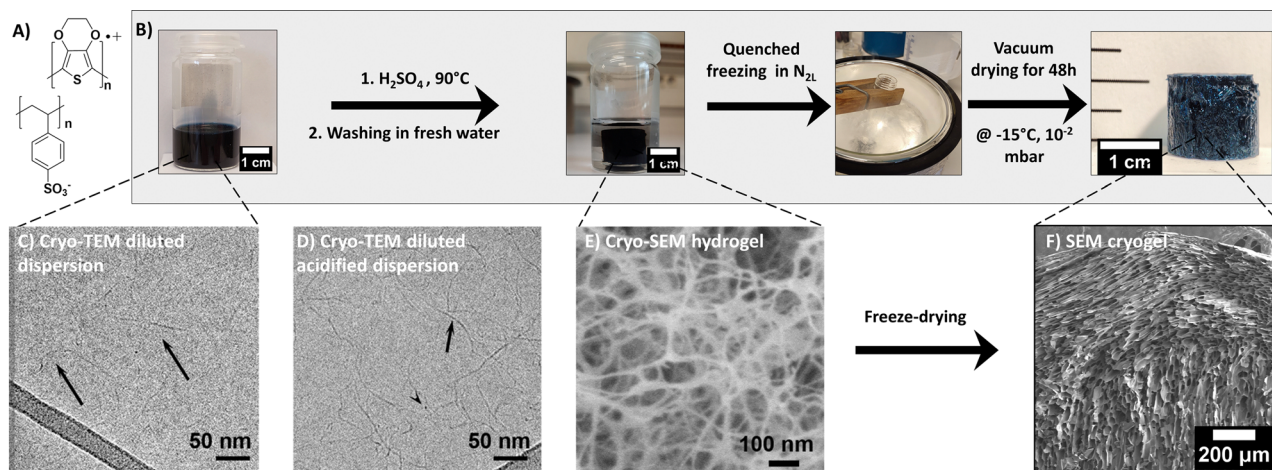 A)
O O
S
n
•+
n
SO₃⁻
B)
1 cm
1. H₂SO₄ , 90°C
2. Washing in fresh water
1 cm
Quenched
freezing in N₂L
Vacuum
drying for 48h
@ -15°C, 10⁻²
mbar
1 cm
C) Cryo-TEM diluted
dispersion
50 nm
D) Cryo-TEM diluted
acidified dispersion
50 nm
E) Cryo-SEM hydrogel
100 nm
Freeze-drying
F) SEM cryogel
200 µm